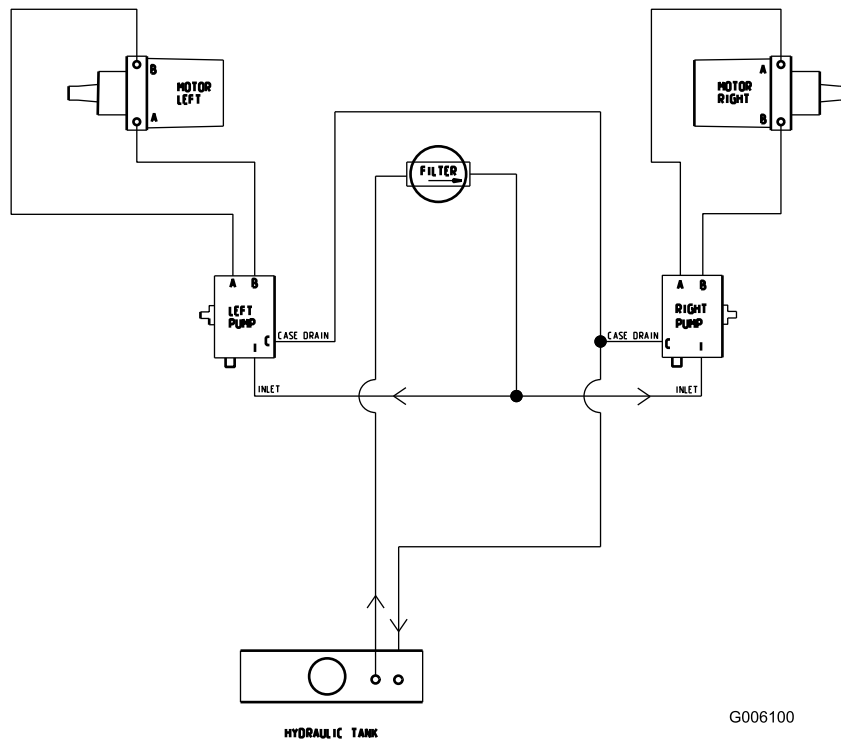 B
MOTOR
LEFT
A
A
MOTOR
RIGHT
B
FILTER
A B
LEFT
PUMP
C
I
CASE DRAIN
INLET
A B
RIGHT
PUMP
C
I
CASE DRAIN
INLET
HYDRAULIC TANK
G006100